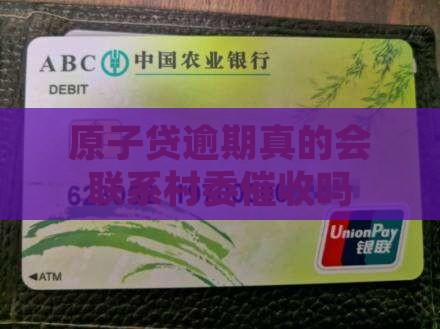 ABC 中国农业银行
DEBIT
原子贷逾期真的会
联系村委催收吗
UnionPay
银联
◀ATM